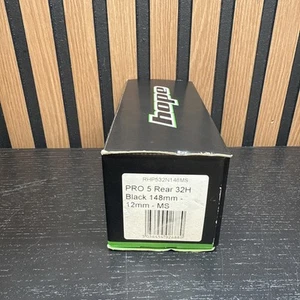 hope
RHP532N148MS
PRO 5 Rear 32H
Black 148mm -
12mm - MS